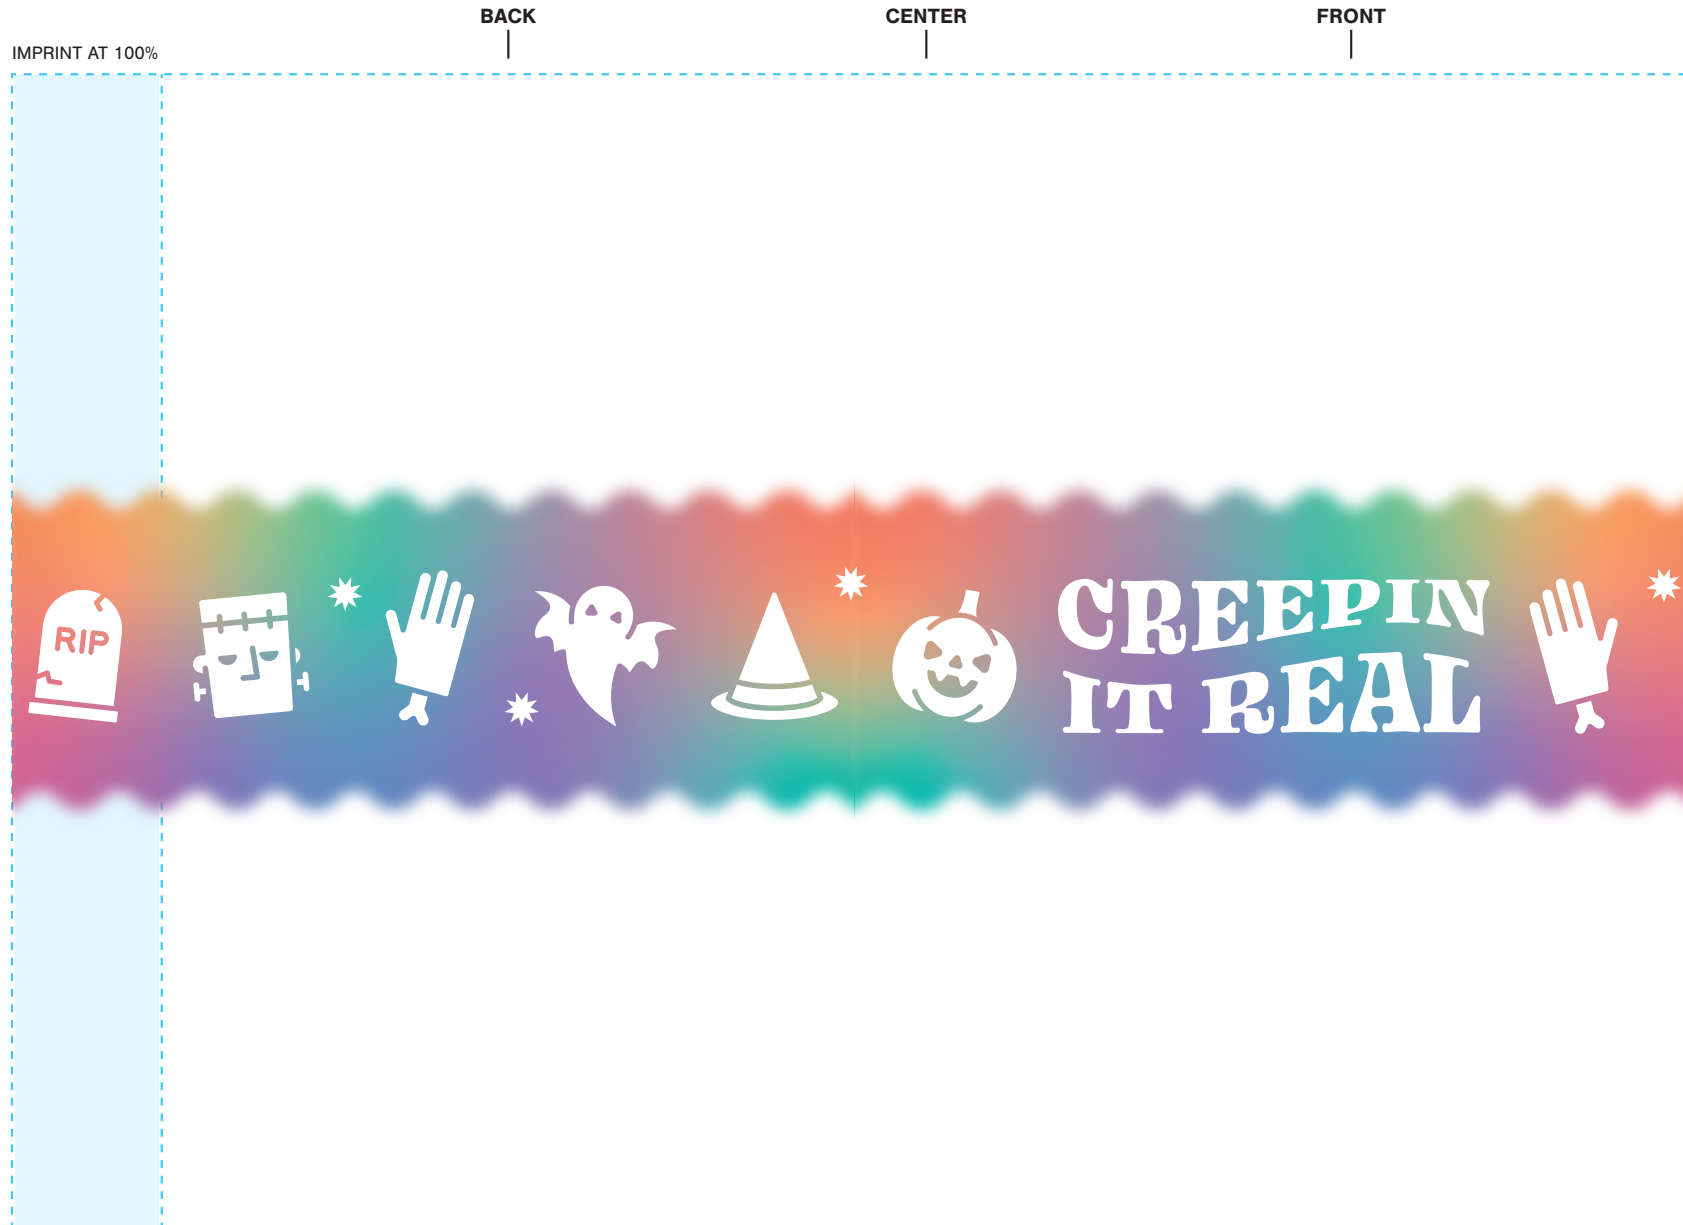 BACK
CENTER
FRONT
IMPRINT AT 100%
RIP
CREEPIN
IT REAL